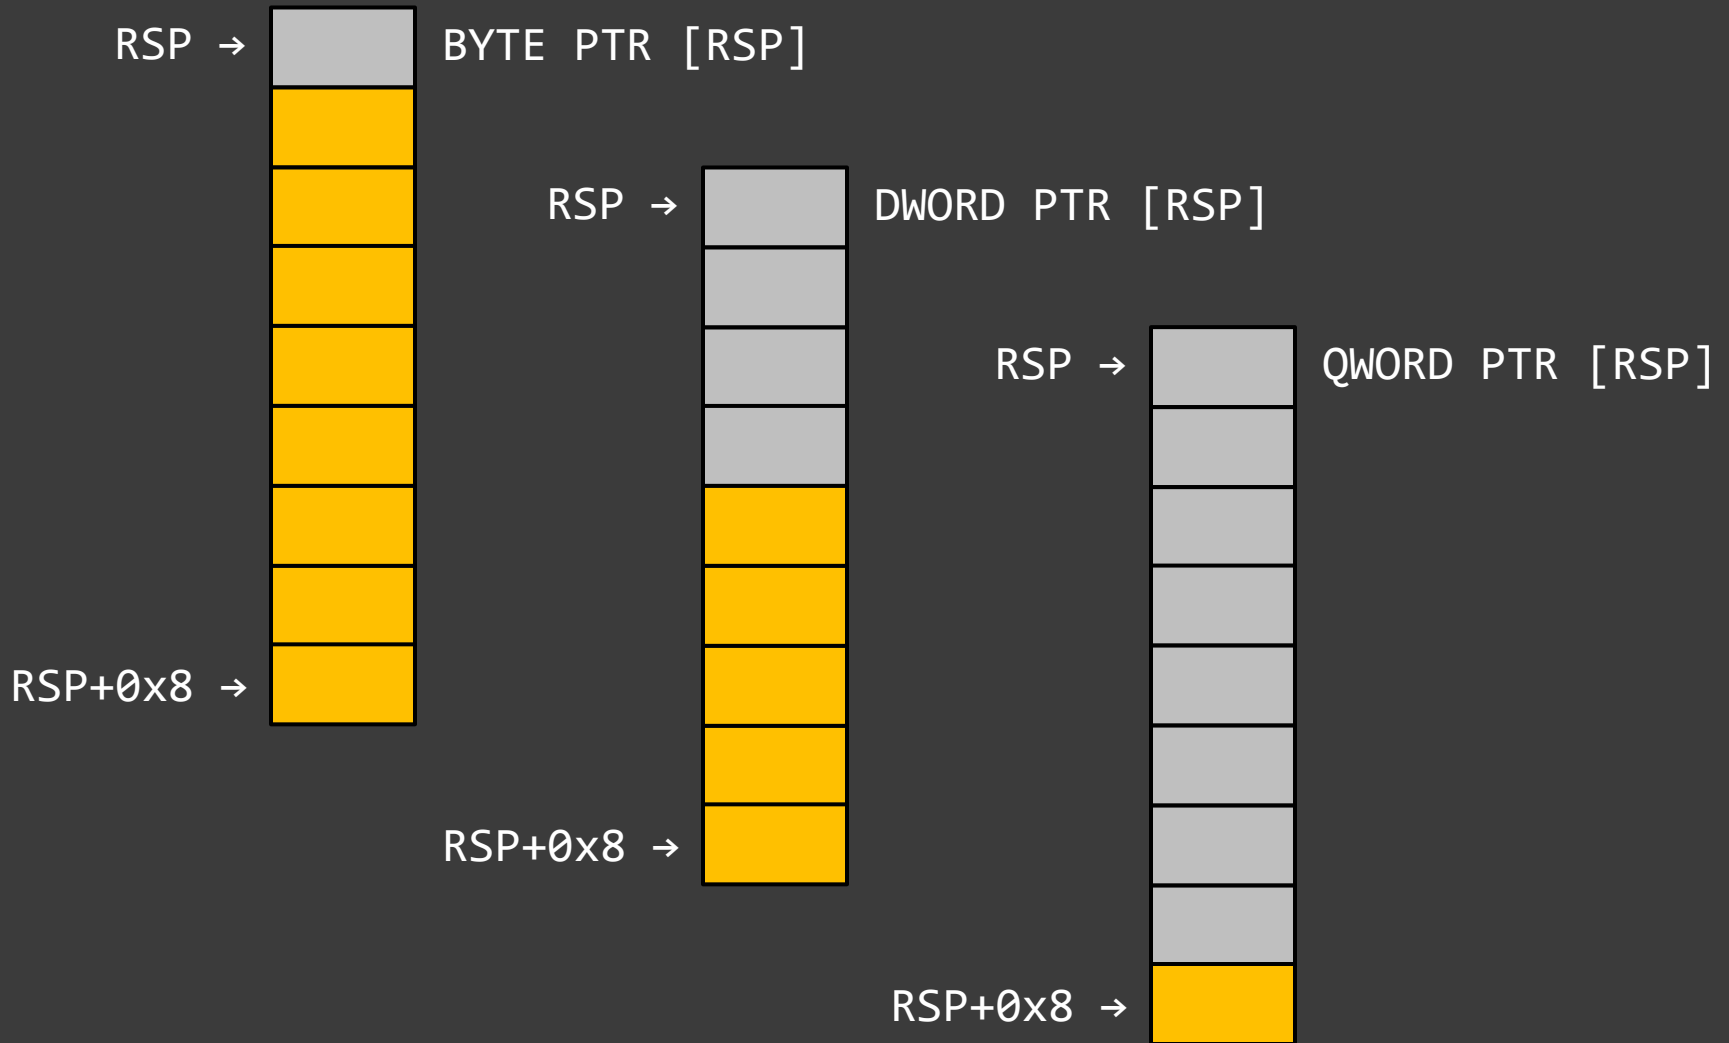 RSP → BYTE PTR [RSP]
RSP → DWORD PTR [RSP]
RSP → QWORD PTR [RSP]
RSP+0x8 →
RSP+0x8 →
RSP+0x8 →